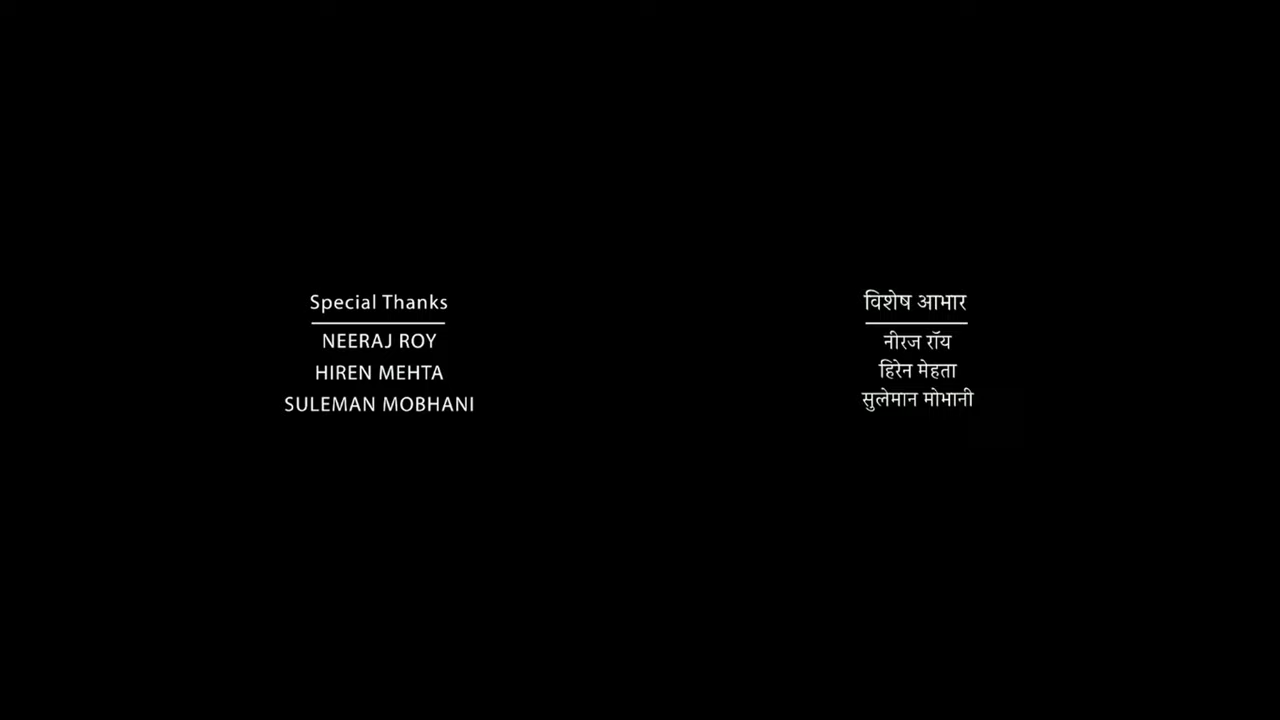 Special Thanks
NEERAJ ROY
HIREN MEHTA
SULEMAN MOBHANI
विशेष आभार
नीरज रॉय
हिरेन मेहता
सुलेमान मोभानी